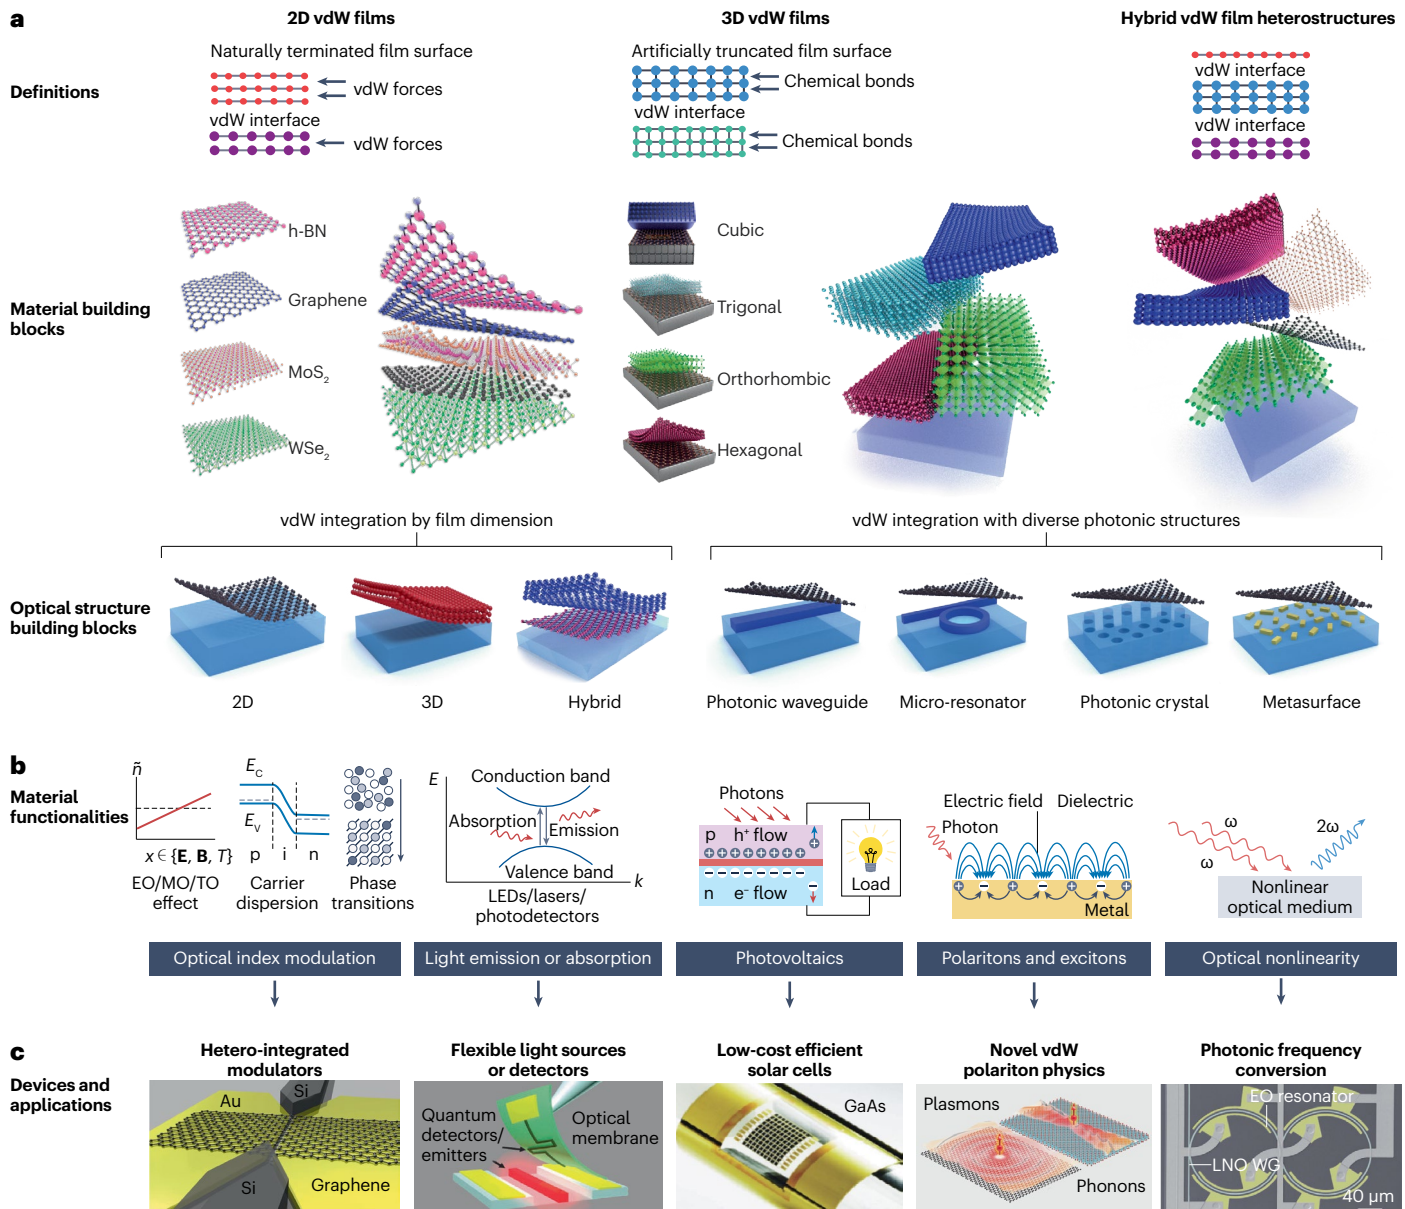 a
2D vdW films
3D vdW films
Hybrid vdW film heterostructures
Definitions
Naturally terminated film surface
vdW forces
vdW interface
vdW forces
Artificially truncated film surface
Chemical bonds
vdW interface
Chemical bonds
vdW interface
vdW interface
Material building
blocks
h-BN
Graphene
MoS2
WSe2
Cubic
Trigonal
Orthorhombic
Hexagonal
vdW integration by film dimension
vdW integration with diverse photonic structures
Optical structure
building blocks
2D
3D
Hybrid
Photonic waveguide
Micro-resonator
Photonic crystal
Metasurface
b
Material
functionalities
ñ
x ∈ {E, B, T}
EO/MO/TO
effect
EC
EV
p i n
Carrier
dispersion
Phase
transitions
E
Conduction band
Absorption
Emission
Valence band
k
LEDs/lasers/
photodetectors
Photons
p h+ flow
n e− flow
Load
Electric field
Dielectric
Photon
Metal
ω
ω
2ω
Nonlinear
optical medium
Optical index modulation
Light emission or absorption
Photovoltaics
Polaritons and excitons
Optical nonlinearity
c
Devices and
applications
Hetero-integrated
modulators
Au
Si
Si
Graphene
Flexible light sources
or detectors
Quantum
detectors/
emitters
Optical
membrane
Low-cost efficient
solar cells
GaAs
Novel vdW
polariton physics
Plasmons
Phonons
Photonic frequency
conversion
EO resonator
LNO WG
40 µm